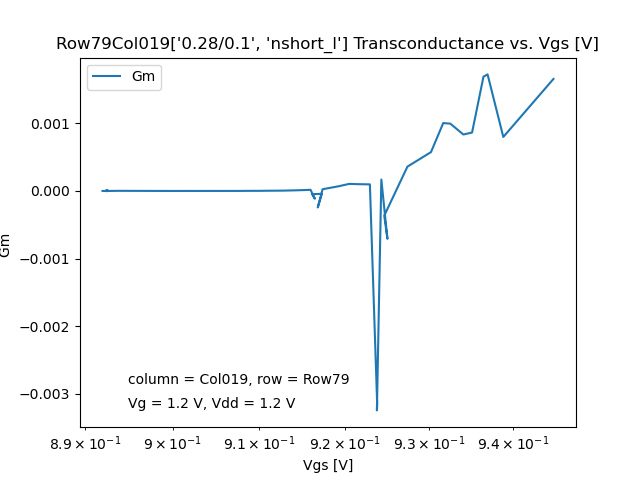 Row79Col019['0.28/0.1', 'nshort_l'] Transconductance vs. Vgs [V]
Gm
0.001
0.000
−0.001
−0.002
−0.003
Gm
column = Col019, row = Row79
Vg = 1.2 V, Vdd = 1.2 V
8.9 × 10⁻¹ 9 × 10⁻¹ 9.1 × 10⁻¹ 9.2 × 10⁻¹ 9.3 × 10⁻¹ 9.4 × 10⁻¹
Vgs [V]